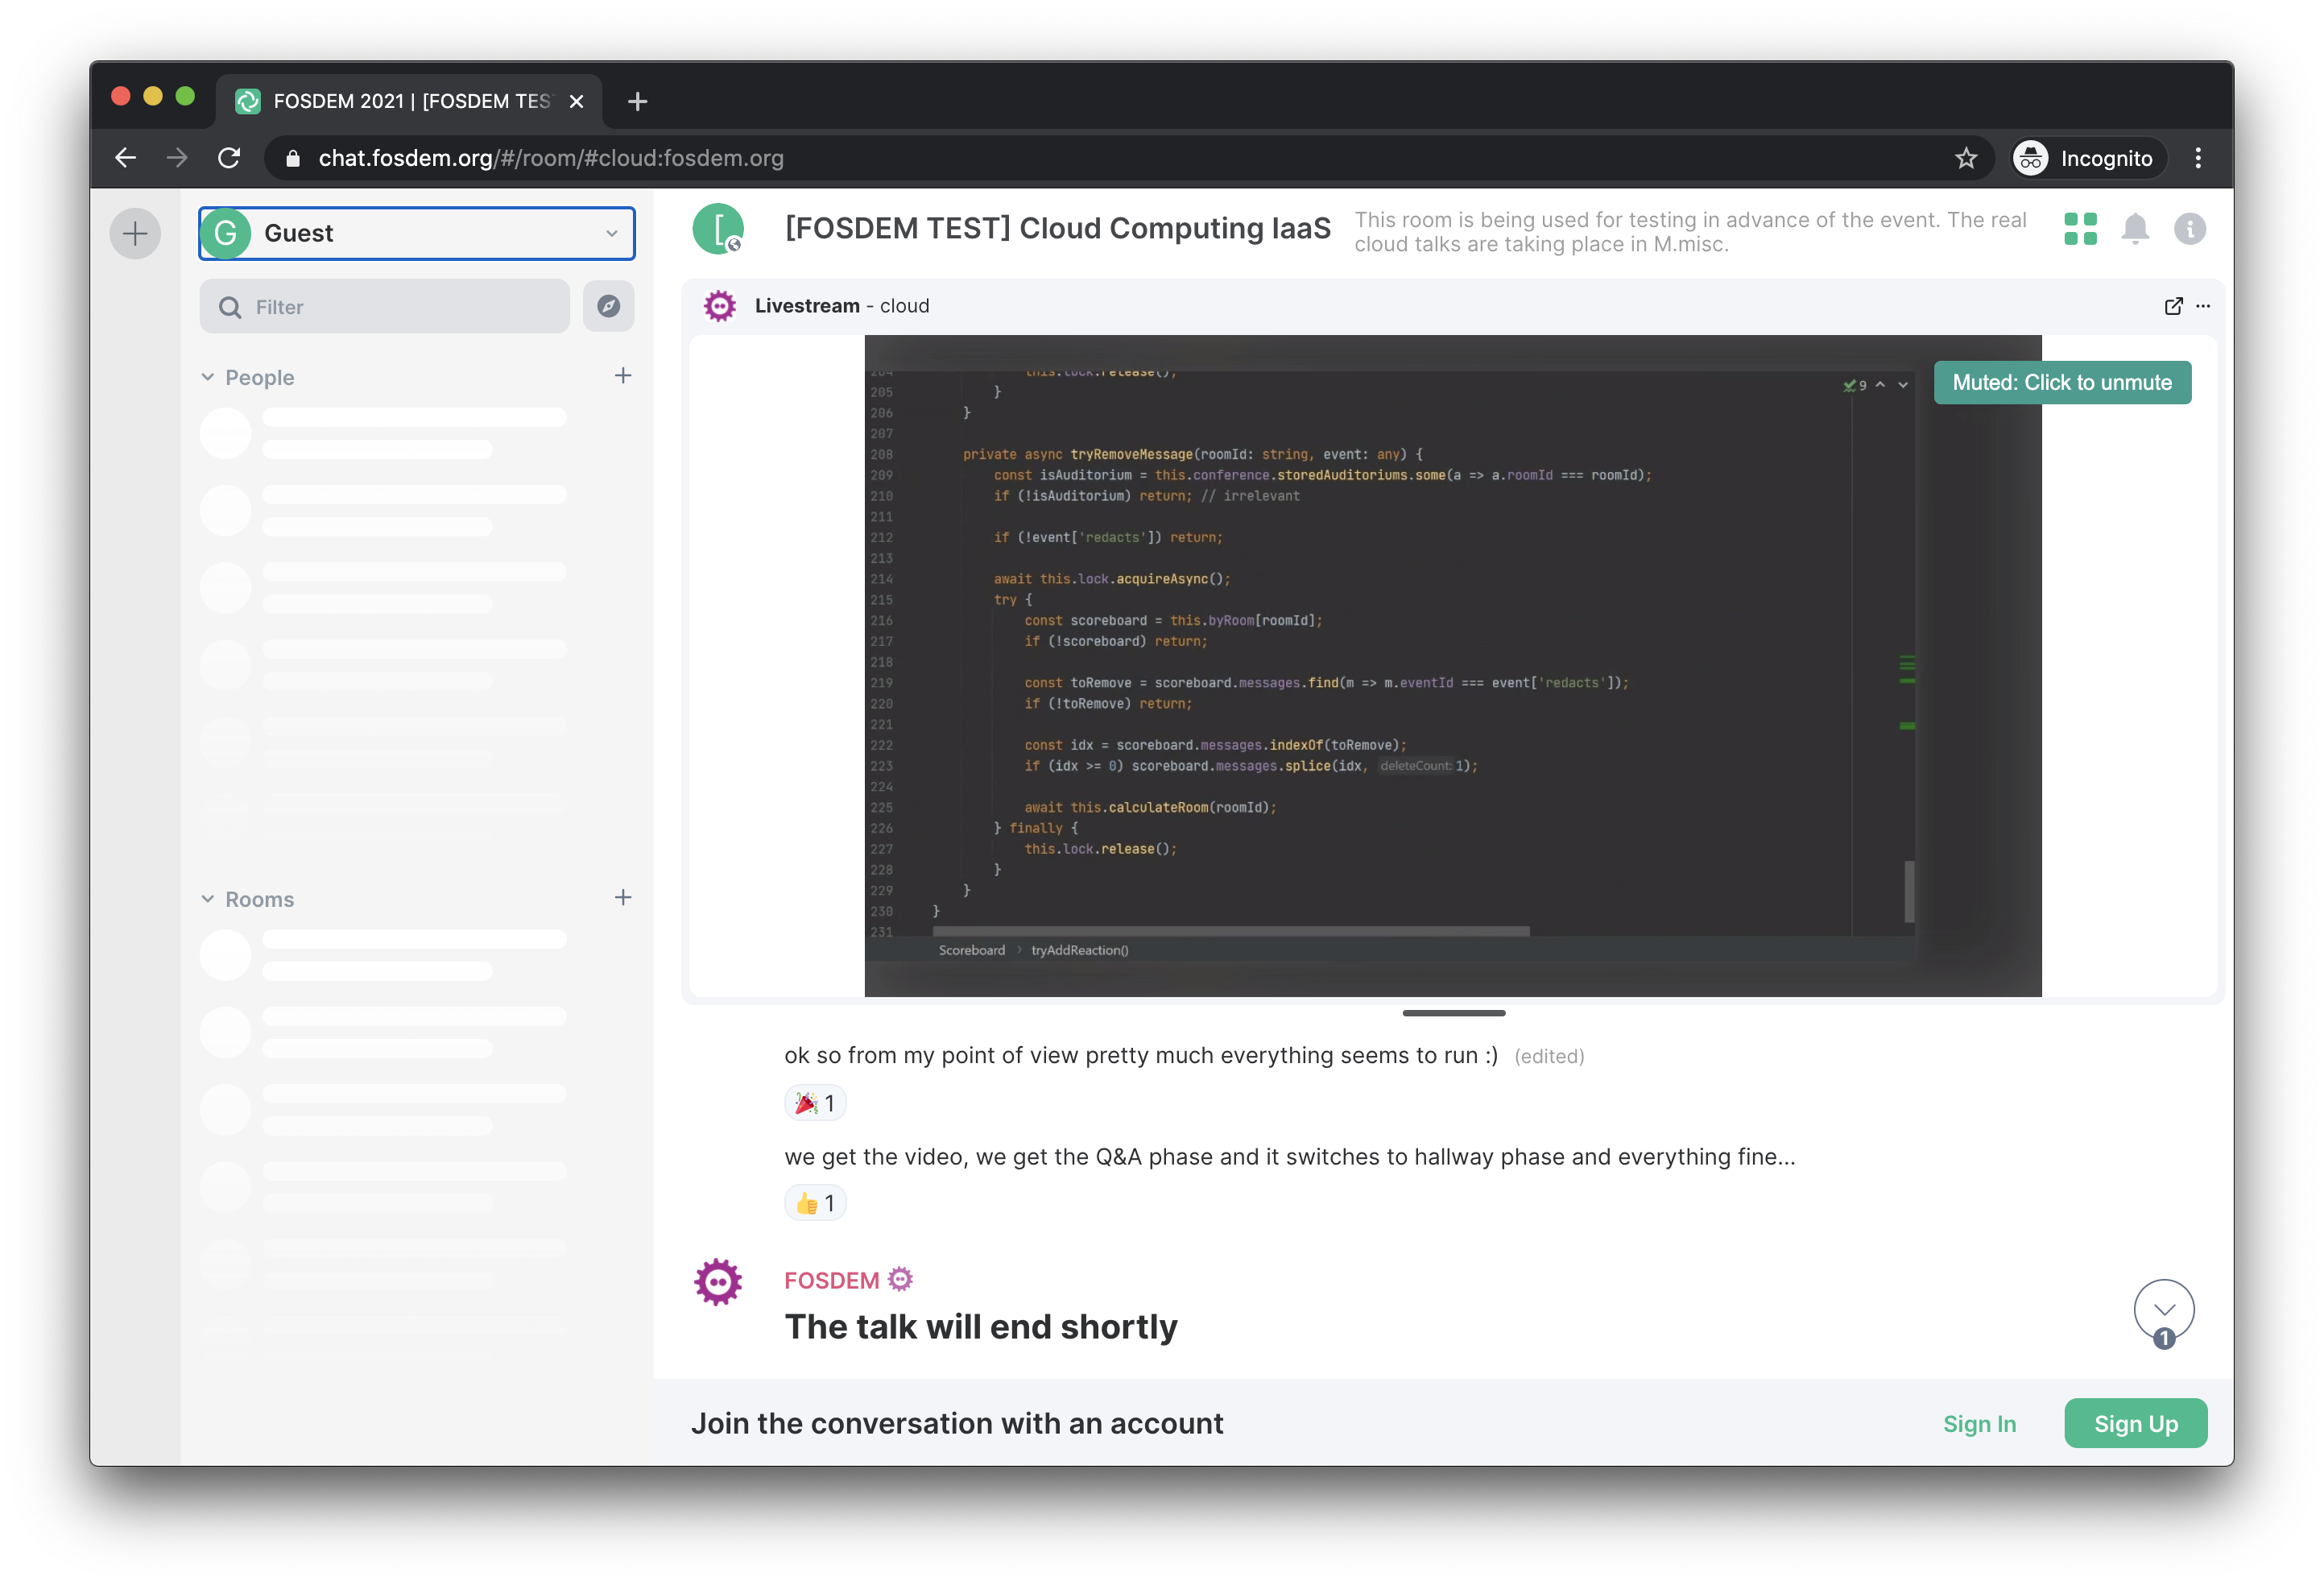 FOSDEM 2021 | [FOSDEM TES
chat.fosdem.org/#/room/#cloud:fosdem.org
Incognito
G
Guest
Filter
People
Rooms
[
[FOSDEM TEST] Cloud Computing IaaS
This room is being used for testing in advance of the event. The real
cloud talks are taking place in M.misc.
Livestream - cloud
Muted: Click to unmute
9
204 this.lock.release();
205 }
206 }
207
208 private async tryRemoveMessage(roomId: string, event: any) {
209 const isAuditorium = this.conference.storedAuditoriums.some(a => a.roomId === roomId);
210 if (!isAuditorium) return; // irrelevant
211
212 if (!event['redacts']) return;
213
214 await this.lock.acquireAsync();
215 try {
216 const scoreboard = this.byRoom[roomId];
217 if (!scoreboard) return;
218
219 const toRemove = scoreboard.messages.find(m => m.eventId === event['redacts']);
220 if (!toRemove) return;
221
222 const idx = scoreboard.messages.indexOf(toRemove);
223 if (idx >= 0) scoreboard.messages.splice(idx, deleteCount: 1);
224
225 await this.calculateRoom(roomId);
226 } finally {
227 this.lock.release();
228 }
229 }
230 }
231
Scoreboard › tryAddReaction()
ok so from my point of view pretty much everything seems to run :) (edited)
🎉 1
we get the video, we get the Q&A phase and it switches to hallway phase and everything fine...
👍 1
FOSDEM
The talk will end shortly
1
Join the conversation with an account
Sign In
Sign Up